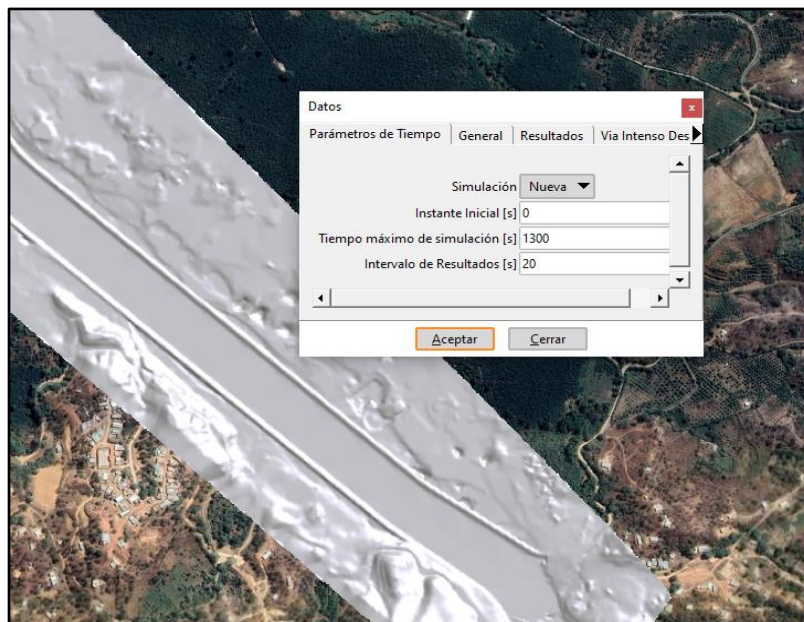 Datos
x
Parámetros de Tiempo General Resultados Via Intenso Des
Simulación Nueva
Instante Inicial [s] 0
Tiempo máximo de simulación [s] 1300
Intervalo de Resultados [s] 20
Aceptar Cerrar